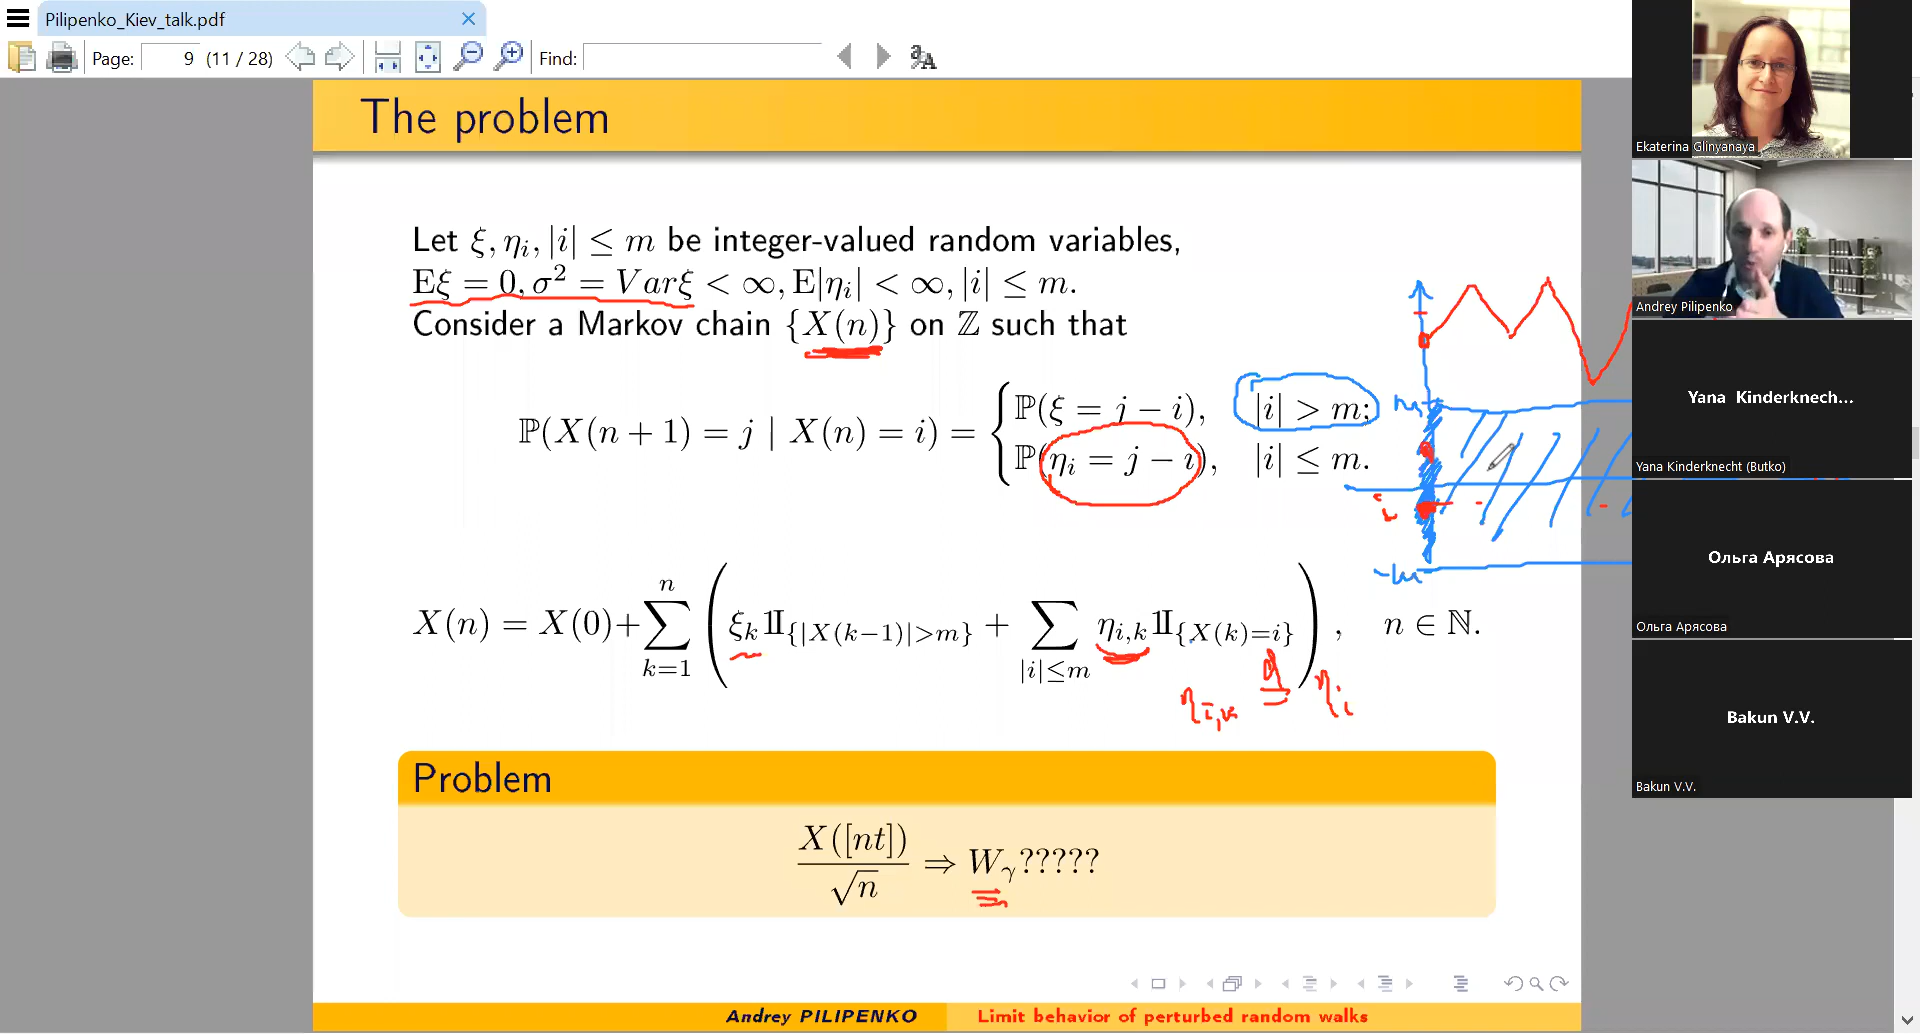 Pilipenko_Kiev_talk.pdf
Page: 9 (11 / 28) Find:
The problem
Let ξ, η_i, |i| ≤ m be integer-valued random variables,
Eξ = 0, σ² = Varξ < ∞, E|η_i| < ∞, |i| ≤ m.
Consider a Markov chain {X(n)} on ℤ such that
ℙ(X(n + 1) = j | X(n) = i) = { ℙ(ξ = j − i), |i| > m;
ℙ(η_i = j − i), |i| ≤ m.
m
i
-m
X(n) = X(0) + ∑_{k=1}^{n} ( ξ_k 𝟙_{|X(k−1)|>m} + ∑_{|i|≤m} η_{i,k} 𝟙_{X(k)=i} ) , n ∈ ℕ.
η_{i,k} d= η_i
Problem
X([nt]) / √n ⇒ W_γ?????
Andrey PILIPENKO Limit behavior of perturbed random walks
Ekaterina Glinyanaya
Andrey Pilipenko
Yana Kinderknech...
Yana Kinderknecht (Butko)
Ольга Арясова
Ольга Арясова
Bakun V.V.
Bakun V.V.